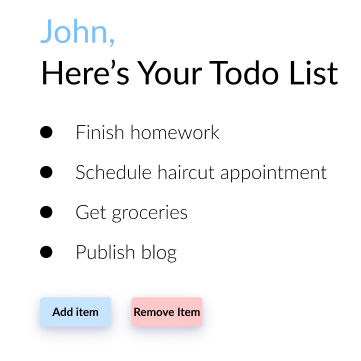 John,
Here’s Your Todo List
Finish homework
Schedule haircut appointment
Get groceries
Publish blog
Add item Remove Item